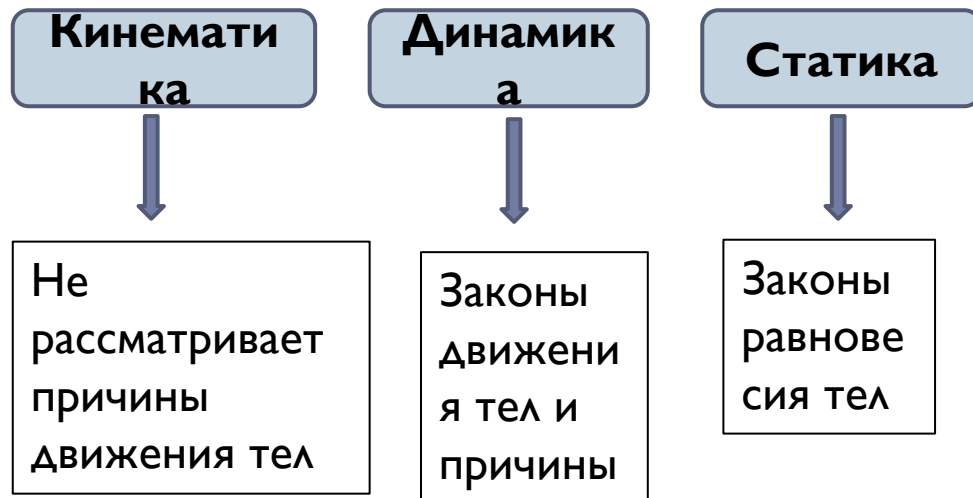 Кинемати
ка
Динамик
а
Статика
Не
рассматривает
причины
движения тел
Законы
движени
я тел и
причины
Законы
равнове
сия тел